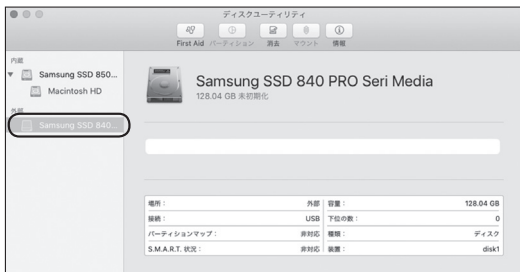 ディスクユーティリティ
First Aid パーティション 消去 マウント 情報
内蔵
Samsung SSD 850...
Macintosh HD
外部
Samsung SSD 840...
Samsung SSD 840 PRO Seri Media
128.04 GB 未初期化
場所： 外部 容量： 128.04 GB
接続： USB 下位の数： 0
パーティションマップ： 非対応 種類： ディスク
S.M.A.R.T. 状況： 非対応 装置： disk1